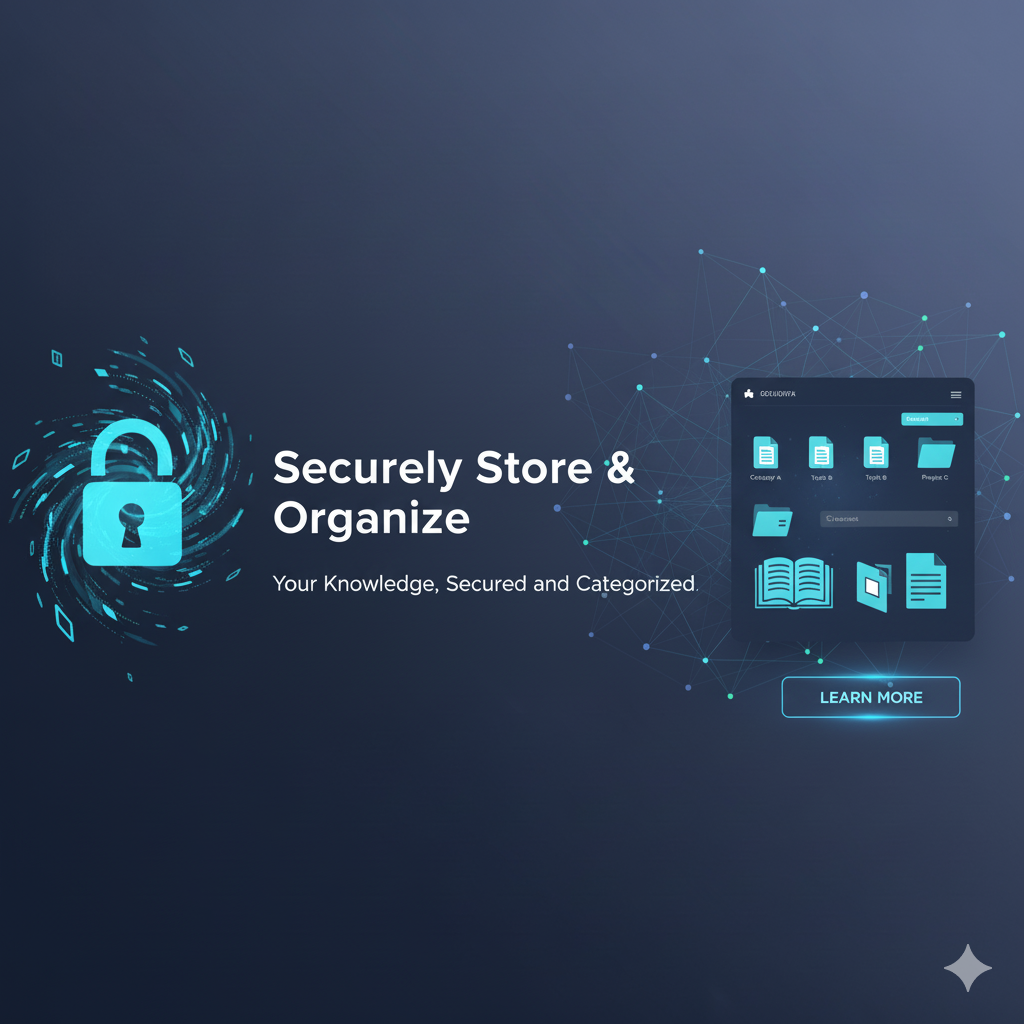 Securely Store &
Organize
Your Knowledge, Secured and Categorized.
LEARN MORE